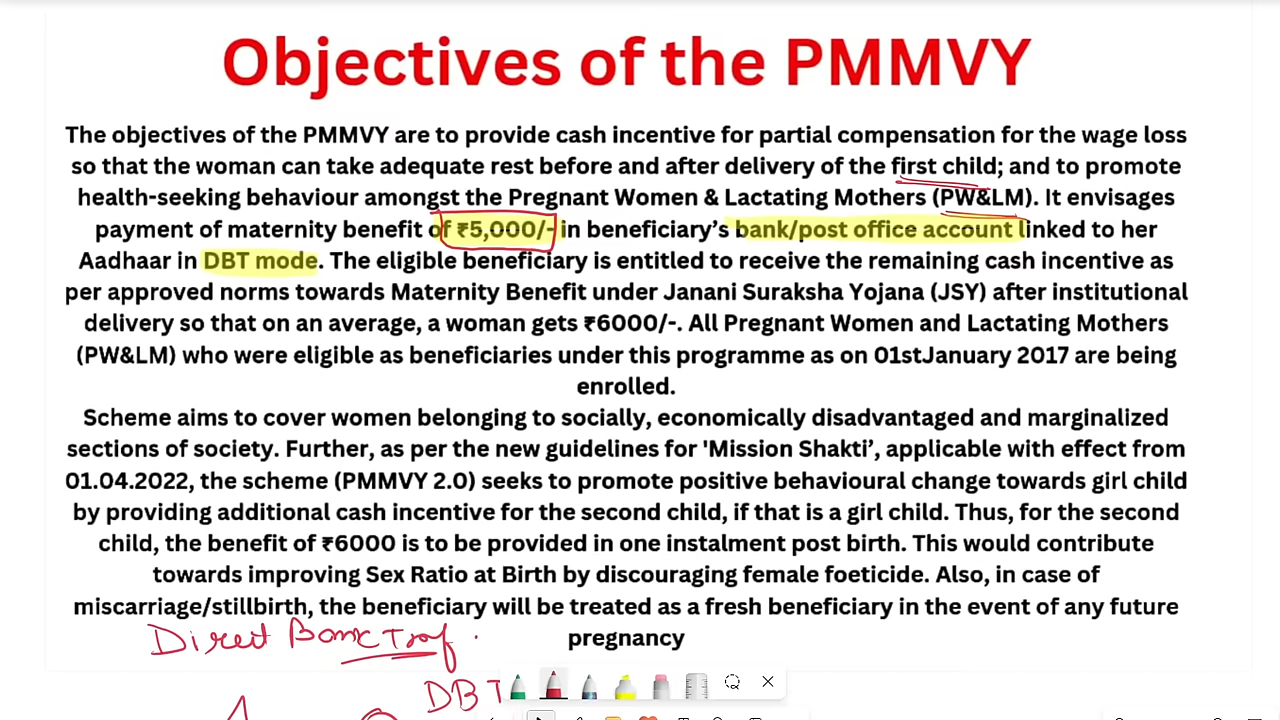 Objectives of the PMMVY
The objectives of the PMMVY are to provide cash incentive for partial compensation for the wage loss
so that the woman can take adequate rest before and after delivery of the first child; and to promote
health-seeking behaviour amongst the Pregnant Women & Lactating Mothers (PW&LM). It envisages
payment of maternity benefit of ₹5,000/- in beneficiary’s bank/post office account linked to her
Aadhaar in DBT mode. The eligible beneficiary is entitled to receive the remaining cash incentive as
per approved norms towards Maternity Benefit under Janani Suraksha Yojana (JSY) after institutional
delivery so that on an average, a woman gets ₹6000/-. All Pregnant Women and Lactating Mothers
(PW&LM) who were eligible as beneficiaries under this programme as on 01stJanuary 2017 are being
enrolled.
Scheme aims to cover women belonging to socially, economically disadvantaged and marginalized
sections of society. Further, as per the new guidelines for 'Mission Shakti’, applicable with effect from
01.04.2022, the scheme (PMMVY 2.0) seeks to promote positive behavioural change towards girl child
by providing additional cash incentive for the second child, if that is a girl child. Thus, for the second
child, the benefit of ₹6000 is to be provided in one instalment post birth. This would contribute
towards improving Sex Ratio at Birth by discouraging female foeticide. Also, in case of
miscarriage/stillbirth, the beneficiary will be treated as a fresh beneficiary in the event of any future
pregnancy
Direct Bank
DBT